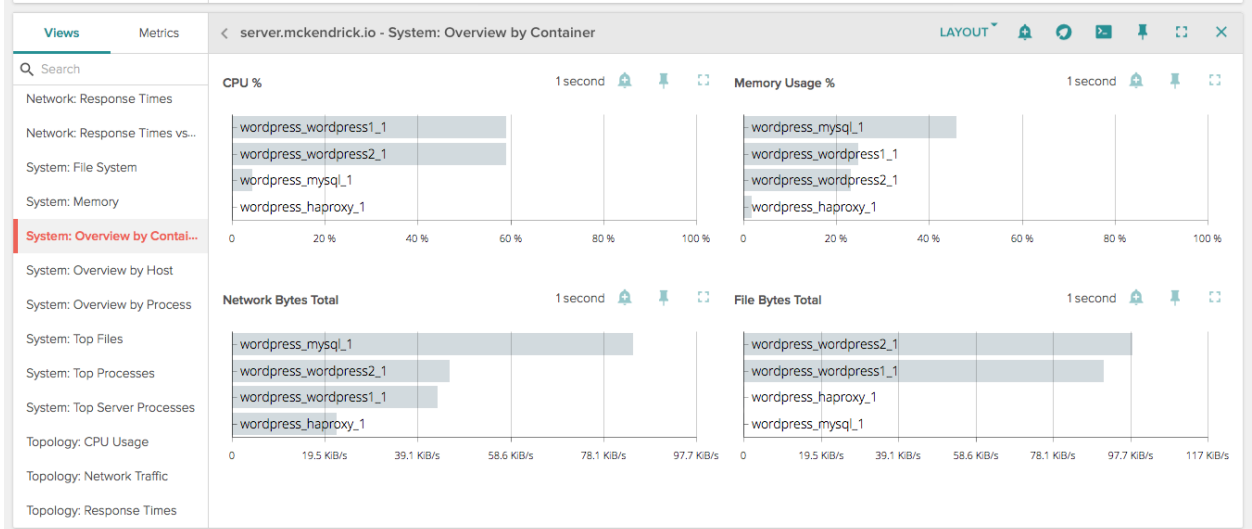 Views Metrics
server.mckendrick.io - System: Overview by Container
LAYOUT
Search
Network: Response Times
Network: Response Times vs...
System: File System
System: Memory
System: Overview by Contai...
System: Overview by Host
System: Overview by Process
System: Top Files
System: Top Processes
System: Top Server Processes
Topology: CPU Usage
Topology: Network Traffic
Topology: Response Times
CPU %
1 second
wordpress_wordpress1_1
wordpress_wordpress2_1
wordpress_mysql_1
wordpress_haproxy_1
0 20 % 40 % 60 % 80 % 100 %
Memory Usage %
1 second
wordpress_mysql_1
wordpress_wordpress1_1
wordpress_wordpress2_1
wordpress_haproxy_1
0 20 % 40 % 60 % 80 % 100 %
Network Bytes Total
1 second
wordpress_mysql_1
wordpress_wordpress2_1
wordpress_wordpress1_1
wordpress_haproxy_1
0 19.5 KiB/s 39.1 KiB/s 58.6 KiB/s 78.1 KiB/s 97.7 KiB/s
File Bytes Total
1 second
wordpress_wordpress2_1
wordpress_wordpress1_1
wordpress_haproxy_1
wordpress_mysql_1
0 19.5 KiB/s 39.1 KiB/s 58.6 KiB/s 78.1 KiB/s 97.7 KiB/s 117 KiB/s